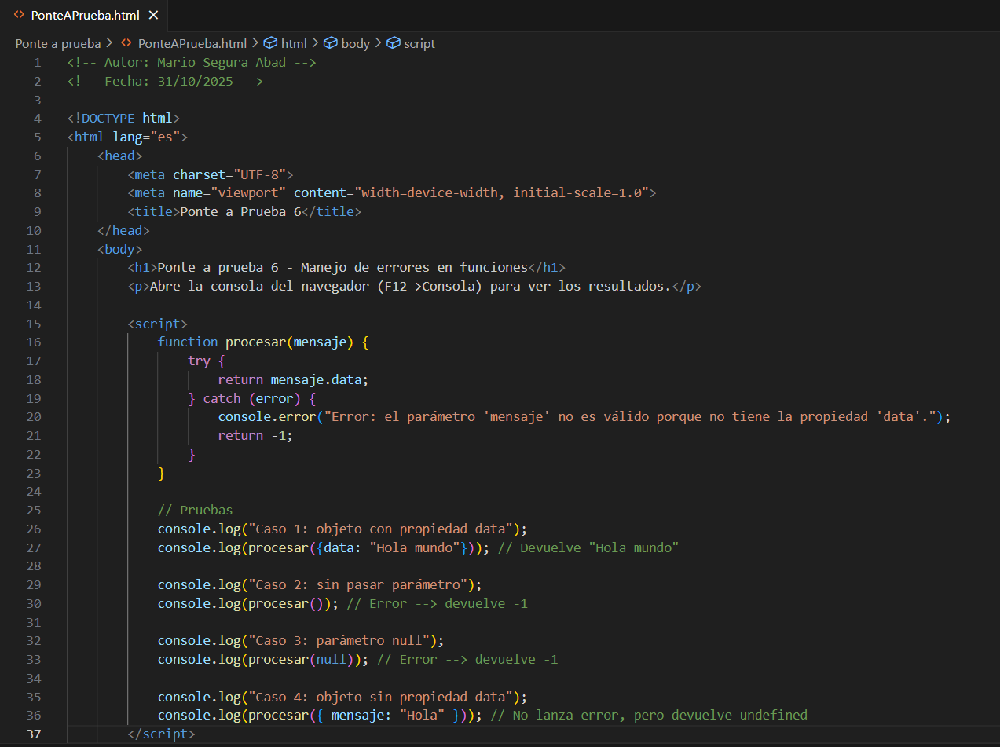 PonteAPrueba.html
Ponte a prueba > PonteAPrueba.html > html > body > script
1 <!-- Autor: Mario Segura Abad -->
2 <!-- Fecha: 31/10/2025 -->
3
4 <!DOCTYPE html>
5 <html lang="es">
6     <head>
7         <meta charset="UTF-8">
8         <meta name="viewport" content="width=device-width, initial-scale=1.0">
9         <title>Ponte a Prueba 6</title>
10     </head>
11     <body>
12         <h1>Ponte a prueba 6 - Manejo de errores en funciones</h1>
13         <p>Abre la consola del navegador (F12->Consola) para ver los resultados.</p>
14
15         <script>
16             function procesar(mensaje) {
17                 try {
18                     return mensaje.data;
19                 } catch (error) {
20                     console.error("Error: el parámetro 'mensaje' no es válido porque no tiene la propiedad 'data'.");
21                     return -1;
22                 }
23             }
24
25             // Pruebas
26             console.log("Caso 1: objeto con propiedad data");
27             console.log(procesar({data: "Hola mundo"})); // Devuelve "Hola mundo"
28
29             console.log("Caso 2: sin pasar parámetro");
30             console.log(procesar()); // Error --> devuelve -1
31
32             console.log("Caso 3: parámetro null");
33             console.log(procesar(null)); // Error --> devuelve -1
34
35             console.log("Caso 4: objeto sin propiedad data");
36             console.log(procesar({ mensaje: "Hola" })); // No lanza error, pero devuelve undefined
37         </script>